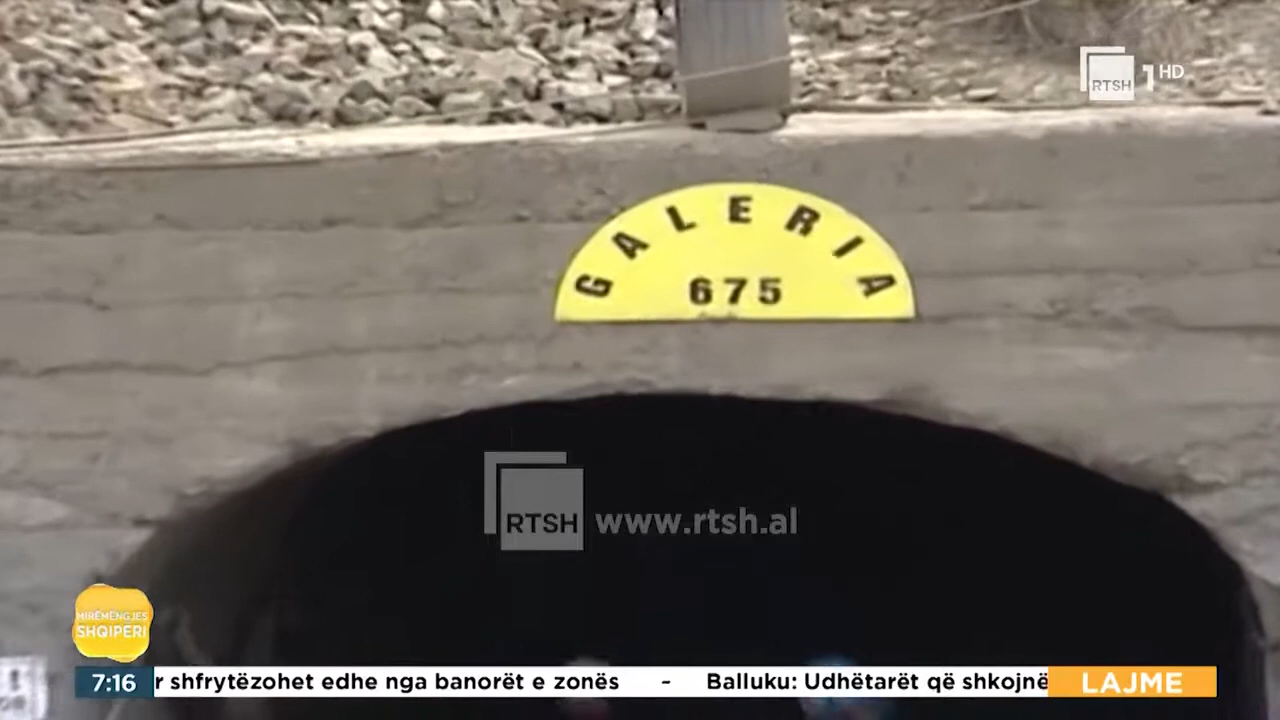 RTSH 1 HD
GALERIA
675
RTSH www.rtsh.al
MIRËMËNGJES
SHQIPËRI
7:16 r shfrytëzohet edhe nga banorët e zonës - Balluku: Udhëtarët që shkojnë LAJME